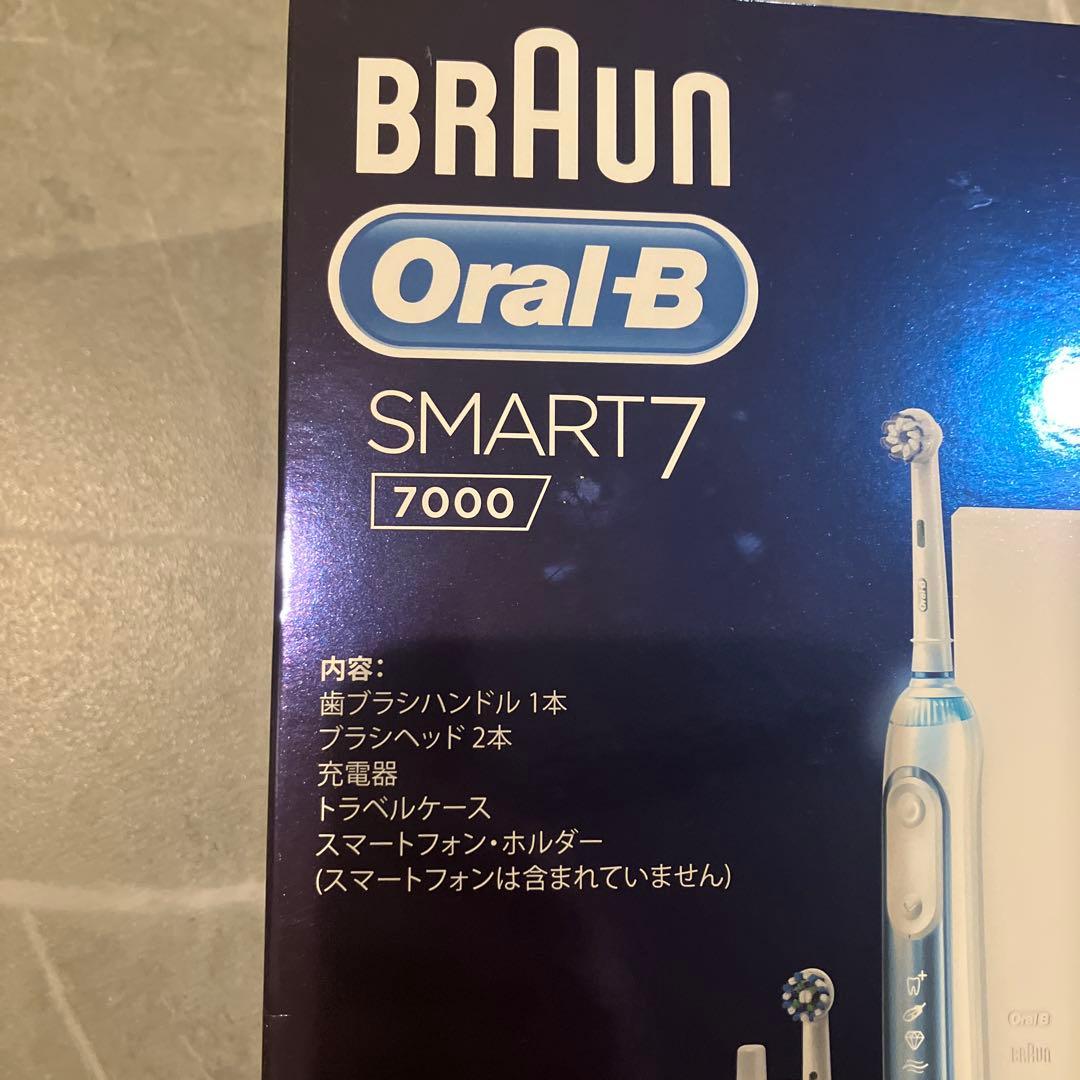 BRAUN
Oral-B
SMART7
7000
内容:
歯ブラシハンドル 1本
ブラシヘッド 2本
充電器
トラベルケース
スマートフォン・ホルダー
(スマートフォンは含まれていません)
Oral-B
Oral-B
BRAUN